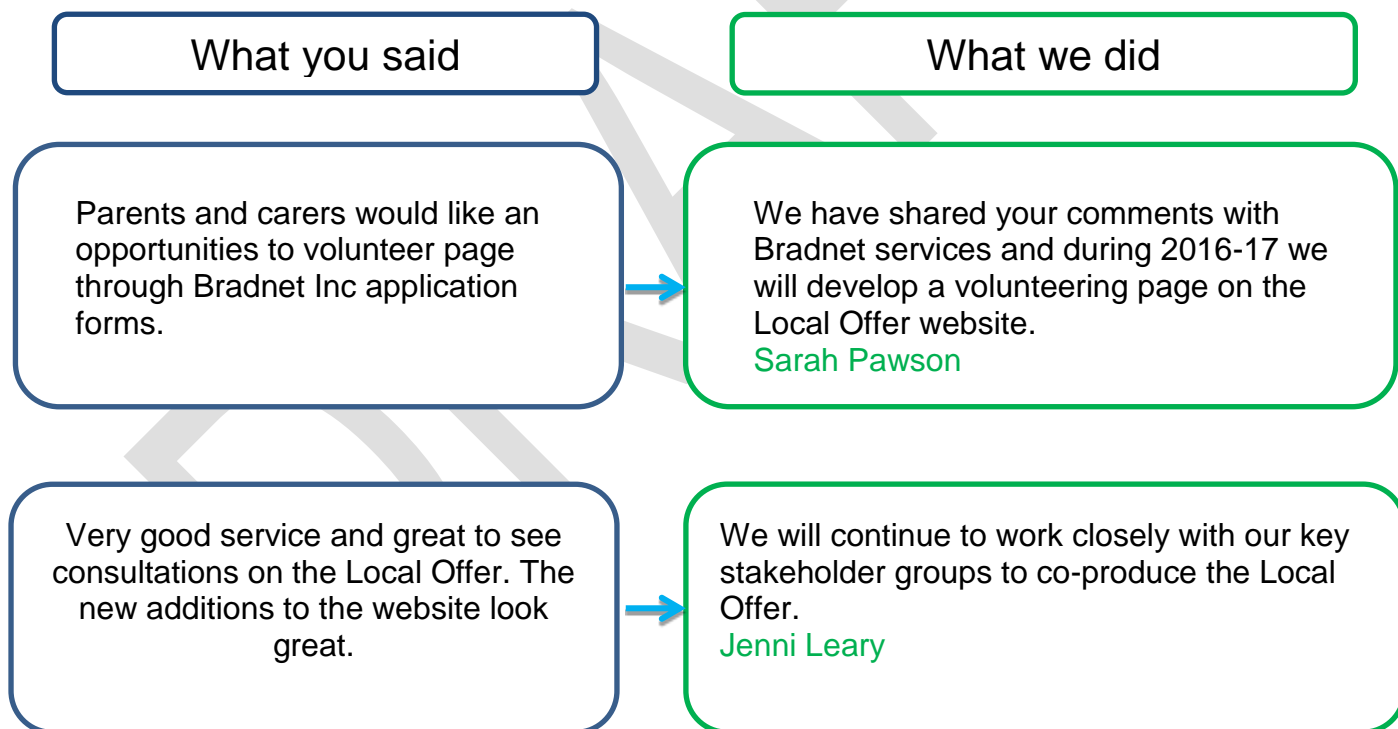 What you said
What we did
Parents and carers would like an
opportunities to volunteer page
through Bradnet Inc application
forms.
We have shared your comments with
Bradnet services and during 2016-17 we
will develop a volunteering page on the
Local Offer website.
Sarah Pawson
Very good service and great to see
consultations on the Local Offer. The
new additions to the website look
great.
We will continue to work closely with our key
stakeholder groups to co-produce the Local
Offer.
Jenni Leary